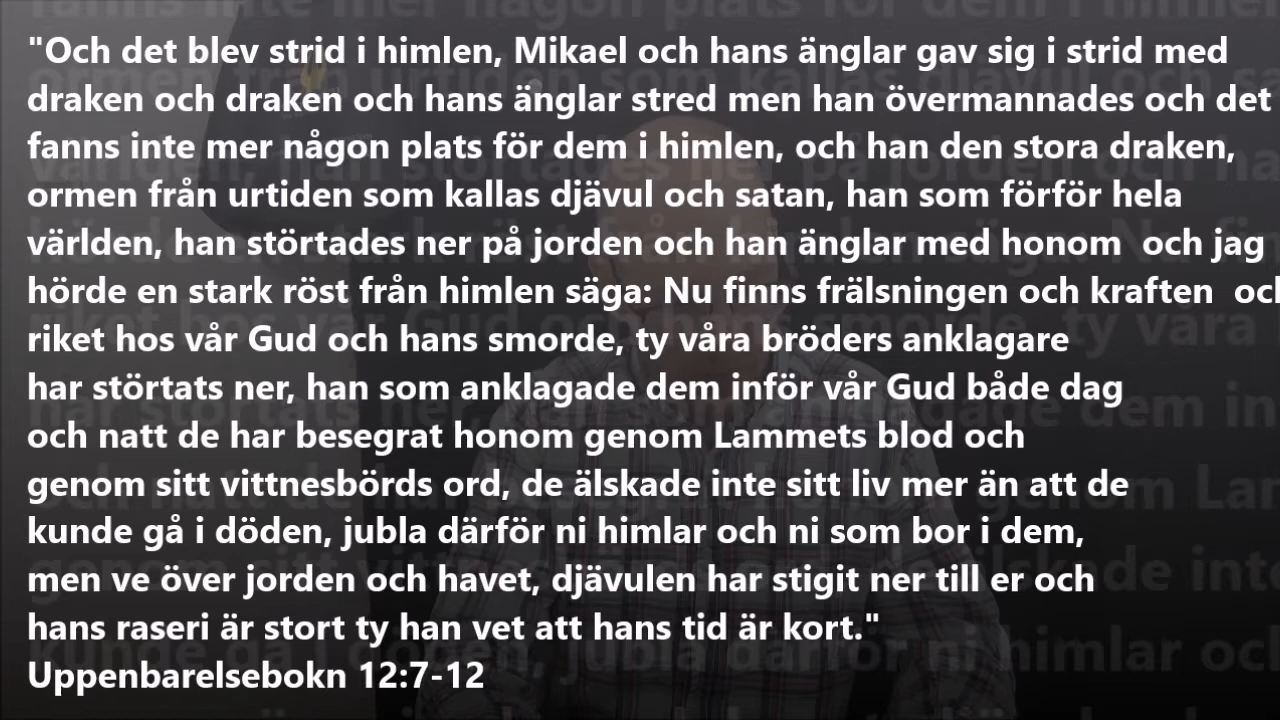 "Och det blev strid i himlen, Mikael och hans änglar gav sig i strid med
draken och draken och hans änglar stred men han övermannades och det
fanns inte mer någon plats för dem i himlen, och han den stora draken,
ormen från urtiden som kallas djävul och satan, han som förför hela
världen, han störtades ner på jorden och han änglar med honom  och jag
hörde en stark röst från himlen säga: Nu finns frälsningen och kraften  och
riket hos vår Gud och hans smorde, ty våra bröders anklagare
har störtats ner, han som anklagade dem inför vår Gud både dag
och natt de har besegrat honom genom Lammets blod och
genom sitt vittnesbörds ord, de älskade inte sitt liv mer än att de
kunde gå i döden, jubla därför ni himlar och ni som bor i dem,
men ve över jorden och havet, djävulen har stigit ner till er och
hans raseri är stort ty han vet att hans tid är kort."
Uppenbarelsebokn 12:7-12